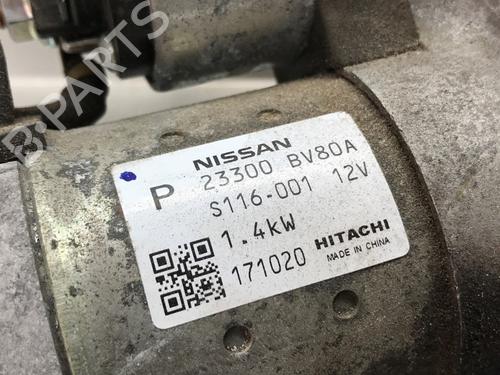 B-PARTS
NISSAN
P 23300 BV80A
S116-001 12V
1.4kW
171020 HITACHI
MADE IN CHINA